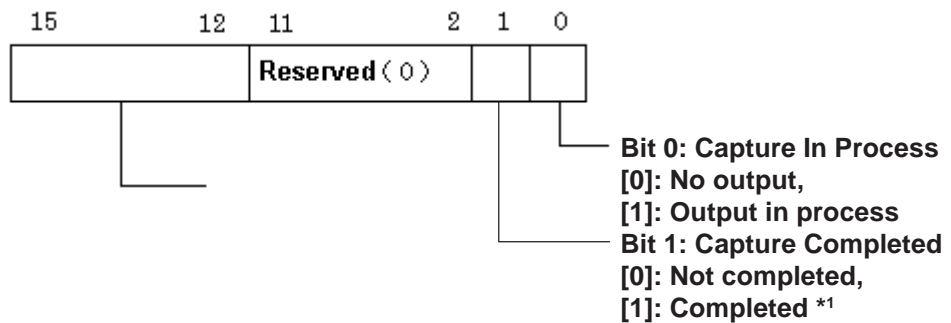 15 12 11 2 1 0
Reserved (0)
Bit 0: Capture In Process
[0]: No output,
[1]: Output in process
Bit 1: Capture Completed
[0]: Not completed,
[1]: Completed *1